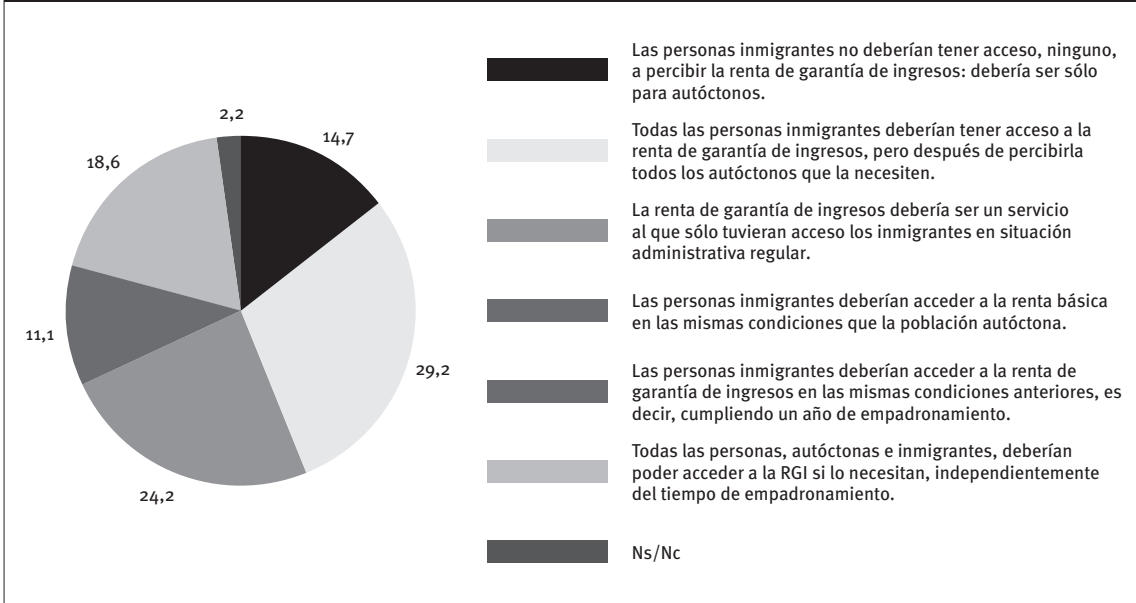 2,2
14,7
18,6
11,1
29,2
24,2
Las personas inmigrantes no deberían tener acceso, ninguno,
a percibir la renta de garantía de ingresos: debería ser sólo
para autóctonos.
Todas las personas inmigrantes deberían tener acceso a la
renta de garantía de ingresos, pero después de percibirla
todos los autóctonos que la necesiten.
La renta de garantía de ingresos debería ser un servicio
al que sólo tuvieran acceso los inmigrantes en situación
administrativa regular.
Las personas inmigrantes deberían acceder a la renta básica
en las mismas condiciones que la población autóctona.
Las personas inmigrantes deberían acceder a la renta de
garantía de ingresos en las mismas condiciones anteriores, es
decir, cumpliendo un año de empadronamiento.
Todas las personas, autóctonas e inmigrantes, deberían
poder acceder a la RGI si lo necesitan, independientemente
del tiempo de empadronamiento.
Ns/Nc